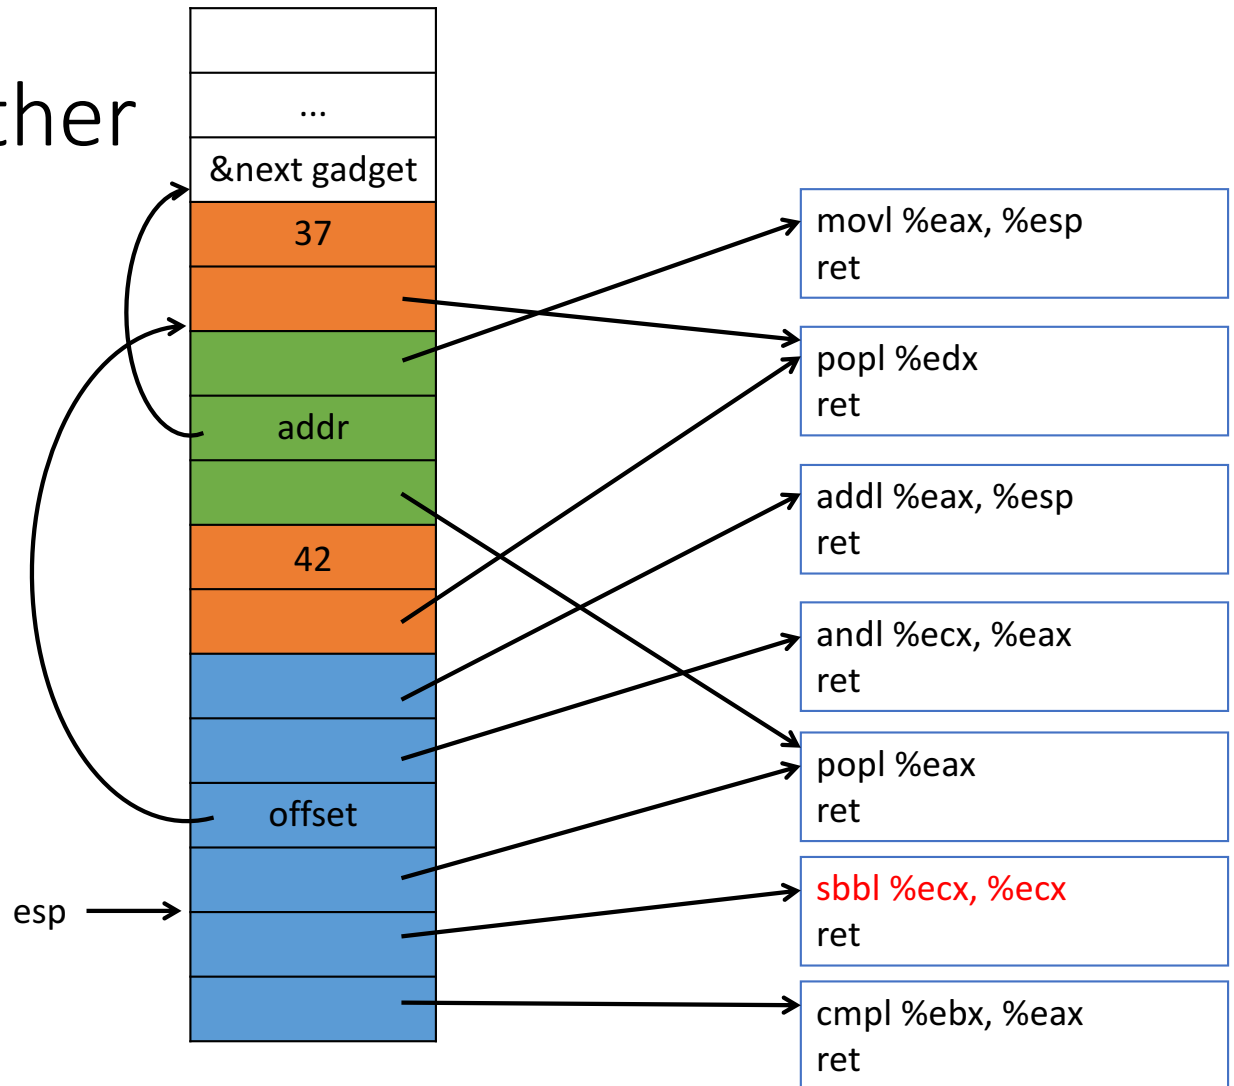 ther
...
&next gadget
37
addr
42
offset
esp
movl %eax, %esp
ret
popl %edx
ret
addl %eax, %esp
ret
andl %ecx, %eax
ret
popl %eax
ret
sbbl %ecx, %ecx
ret
cmpl %ebx, %eax
ret